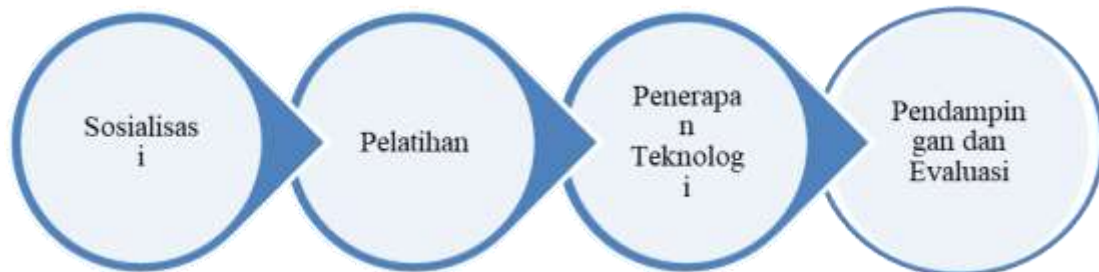 Sosialisas
i
Pelatihan
Penerapa
n
Teknolog
i
Pendampin
gan dan
Evaluasi